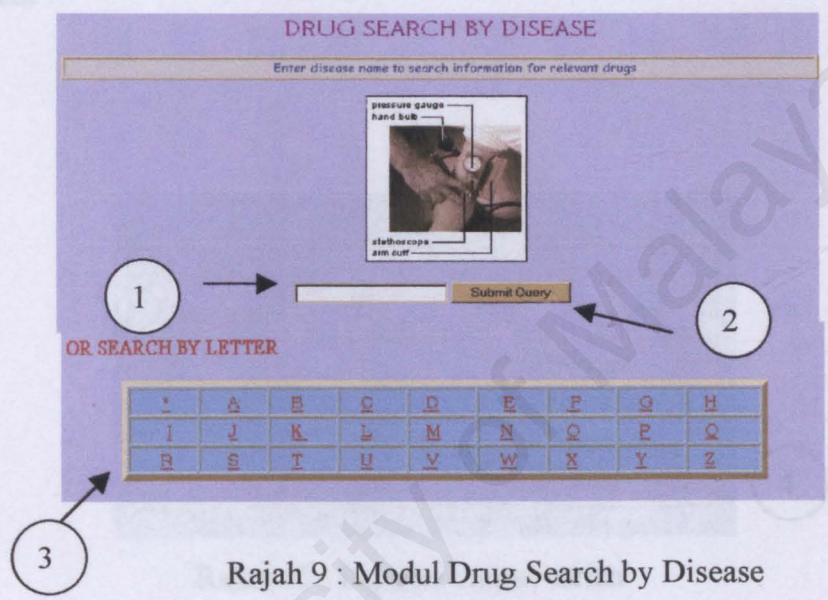 DRUG SEARCH BY DISEASE
Enter disease name to search information for relevant drugs
pressure gauge
hand bulb
stethoscope
arm cuff
1
Submit Query
2
OR SEARCH BY LETTER
* A B C D E F G H
I J K L M N O P Q
R S T U V W X Y Z
3
Rajah 9 : Modul Drug Search by Disease